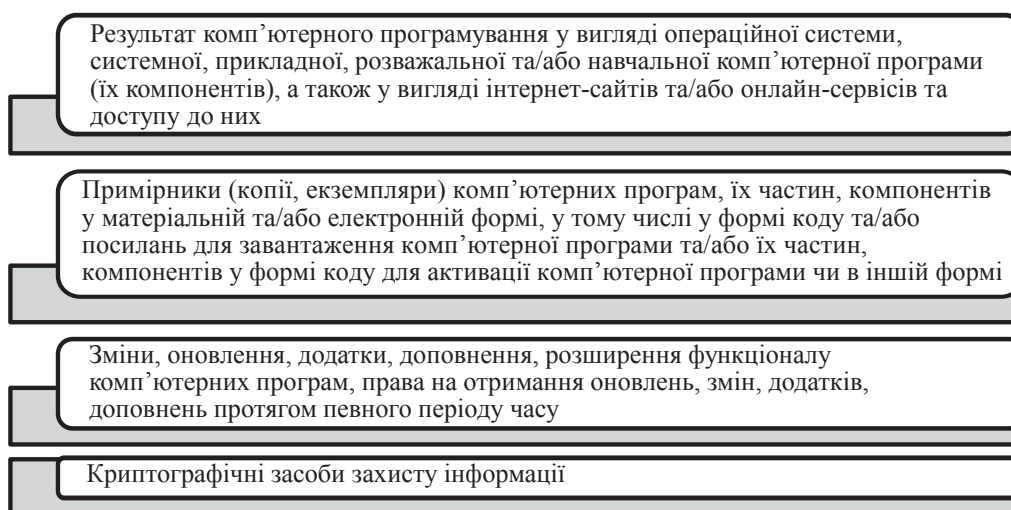 Результат комп’ютерного програмування у вигляді операційної системи,
системної, прикладної, розважальної та/або навчальної комп’ютерної програми
(їх компонентів), а також у вигляді інтернет-сайтів та/або онлайн-сервісів та
доступу до них
Примірники (копії, екземпляри) комп’ютерних програм, їх частин, компонентів
у матеріальній та/або електронній формі, у тому числі у формі коду та/або
посилань для завантаження комп’ютерної програми та/або їх частин,
компонентів у формі коду для активації комп’ютерної програми чи в іншій формі
Зміни, оновлення, додатки, доповнення, розширення функціоналу
комп’ютерних програм, права на отримання оновлень, змін, додатків,
доповнень протягом певного періоду часу
Криптографічні засоби захисту інформації